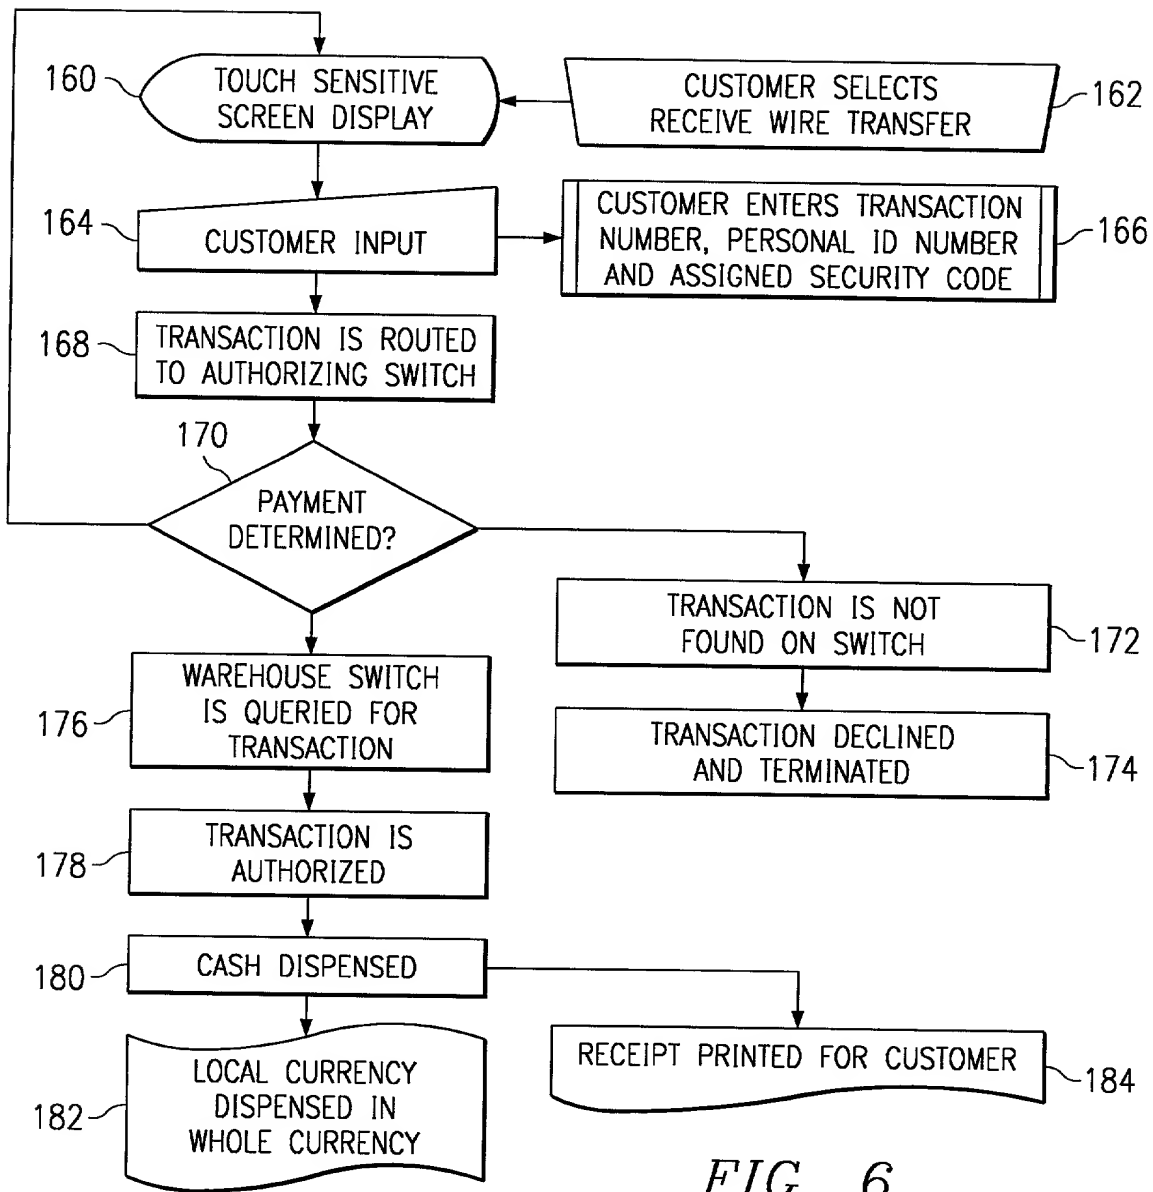 160
TOUCH SENSITIVE
SCREEN DISPLAY
CUSTOMER SELECTS
RECEIVE WIRE TRANSFER
162
164
CUSTOMER INPUT
CUSTOMER ENTERS TRANSACTION
NUMBER, PERSONAL ID NUMBER
AND ASSIGNED SECURITY CODE
166
168
TRANSACTION IS ROUTED
TO AUTHORIZING SWITCH
170
PAYMENT
DETERMINED?
TRANSACTION IS NOT
FOUND ON SWITCH
172
176
WAREHOUSE SWITCH
IS QUERIED FOR
TRANSACTION
TRANSACTION DECLINED
AND TERMINATED
174
178
TRANSACTION IS
AUTHORIZED
180
CASH DISPENSED
182
LOCAL CURRENCY
DISPENSED IN
WHOLE CURRENCY
RECEIPT PRINTED FOR CUSTOMER
184
FIG. 6